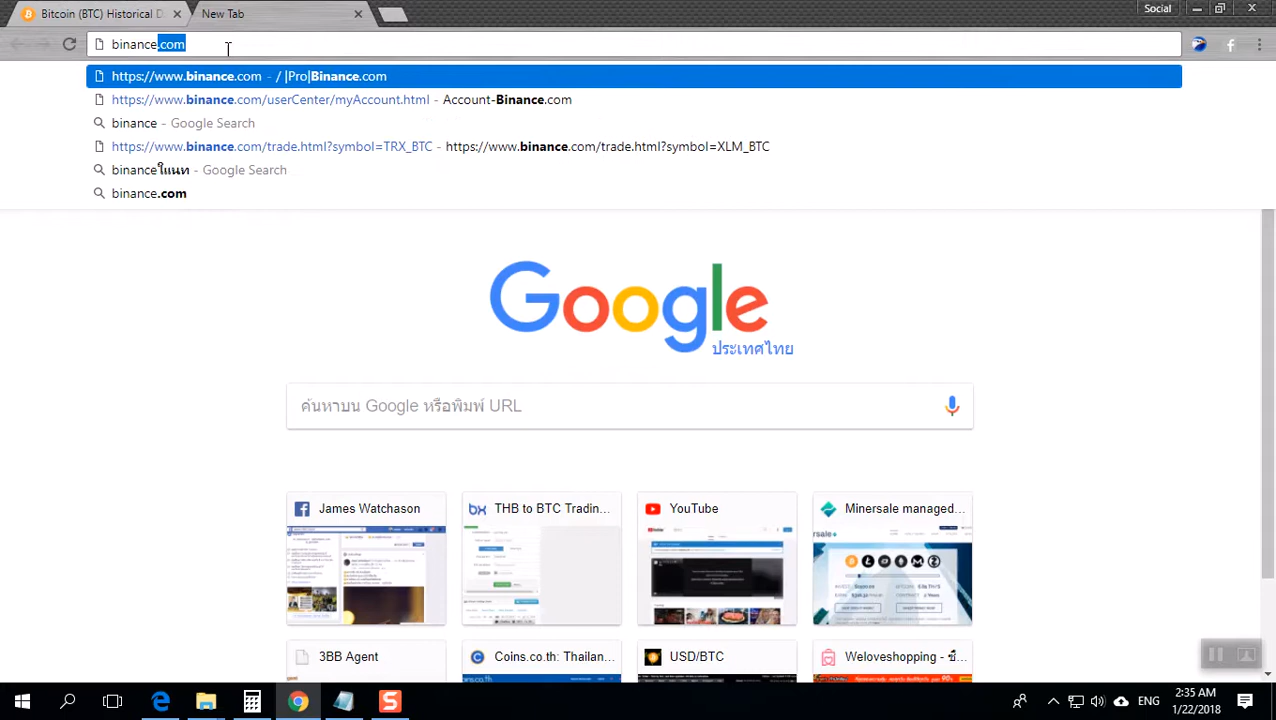 Bitcoin (BTC) Historical D
New Tab
Social
binance.com
https://www.binance.com - / |Pro|Binance.com
https://www.binance.com/userCenter/myAccount.html - Account-Binance.com
binance - Google Search
https://www.binance.com/trade.html?symbol=TRX_BTC - https://www.binance.com/trade.html?symbol=XLM_BTC
binanceใแนท - Google Search
binance.com
Google
ประเทศไทย
ค้นหาบน Google หรือพิมพ์ URL
James Watchason
THB to BTC Tradin...
YouTube
Minersale managed...
3BB Agent
Coins.co.th: Thailan...
USD/BTC
Weloveshopping - ซื้...
ENG
2:35 AM
1/22/2018